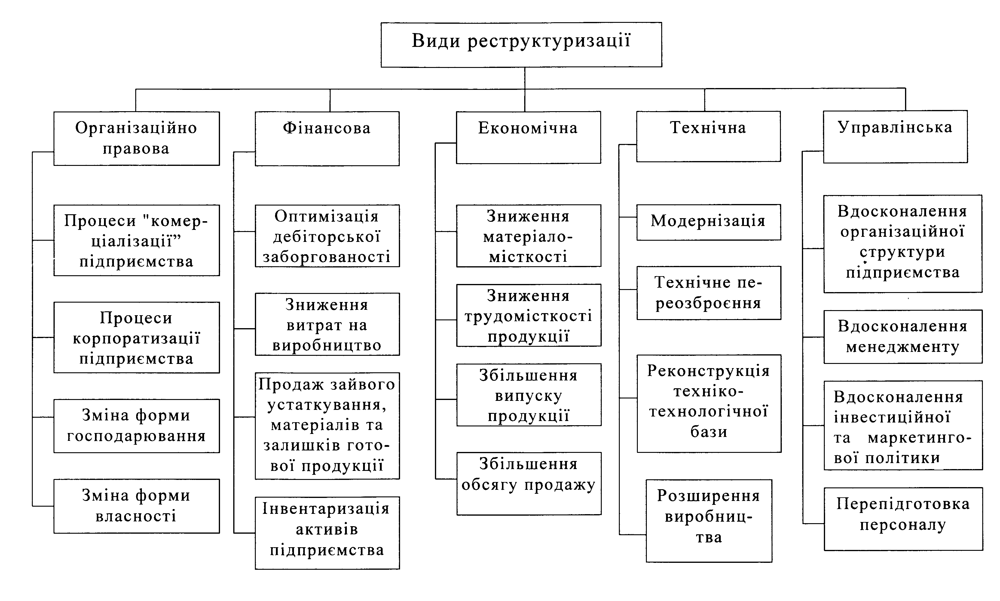 Види реструктуризації
Організаційно
правова
Процеси "комер-
ціалізації”
підприємства
Процеси
корпоратизації
підприємства
Зміна форми
господарювання
Зміна форми
власності
Фінансова
Оптимізація
дебіторської
заборгованості
Зниження
витрат на
виробництво
Продаж зайвого
устаткування,
матеріалів та
залишків гото-
вої продукції
Інвентаризація
активів
підприємства
Економічна
Зниження
матеріало-
місткості
Зниження
трудомісткості
продукції
Збільшення
випуску
продукції
Збільшення
обсягу продажу
Технічна
Модернізація
Технічне пе-
реозброєння
Реконструкція
техніко-
технологічної
бази
Розширення
виробниц-
тва
Управлінська
Вдосконалення
організаційної
структури
підприємства
Вдосконалення
менеджменту
Вдосконалення
інвестиційної
та маркетинго-
вої політики
Перепідготовка
персоналу